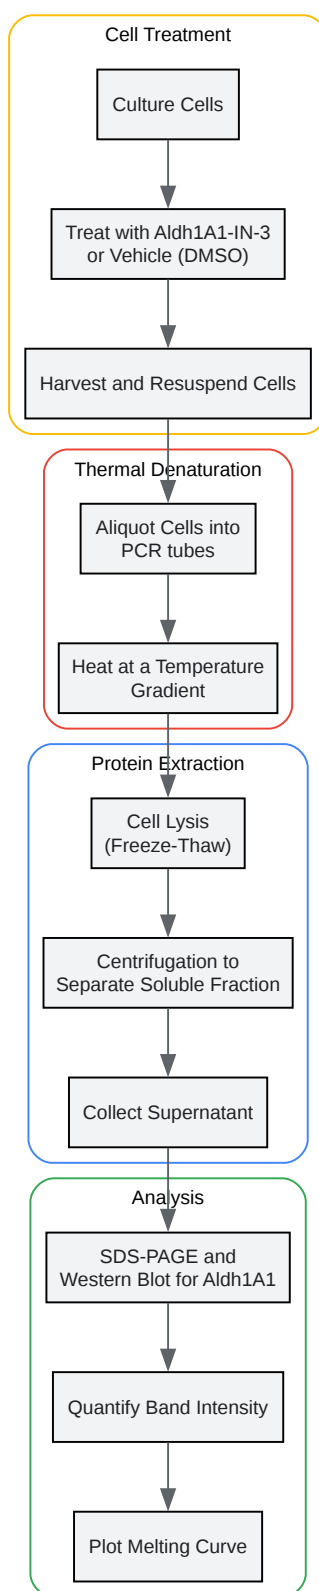 Cell Treatment
Culture Cells
Treat with Aldh1A1-IN-3
or Vehicle (DMSO)
Harvest and Resuspend Cells
Thermal Denaturation
Aliquot Cells into
PCR tubes
Heat at a Temperature
Gradient
Protein Extraction
Cell Lysis
(Freeze-Thaw)
Centrifugation to
Separate Soluble Fraction
Collect Supernatant
Analysis
SDS-PAGE and
Western Blot for Aldh1A1
Quantify Band Intensity
Plot Melting Curve